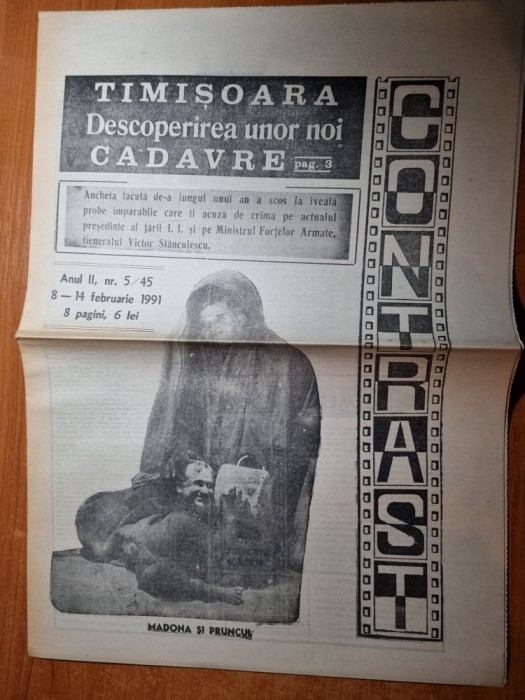 TIMIȘOARA
Descoperirea unor noi
CADAVRE pag. 3
Ancheta facută de-a lungul unui an a scos la iveală
probe imparabile care îl acuză de crimă pe actualul
președinte al țării I. I. și pe Ministrul Forțelor Armate,
Generalul Victor Stănculescu.
Anul II, nr. 5/45
8 — 14 februarie 1991
8 pagini, 6 lei
CONTRAST
MADONA ȘI PRUNCUL